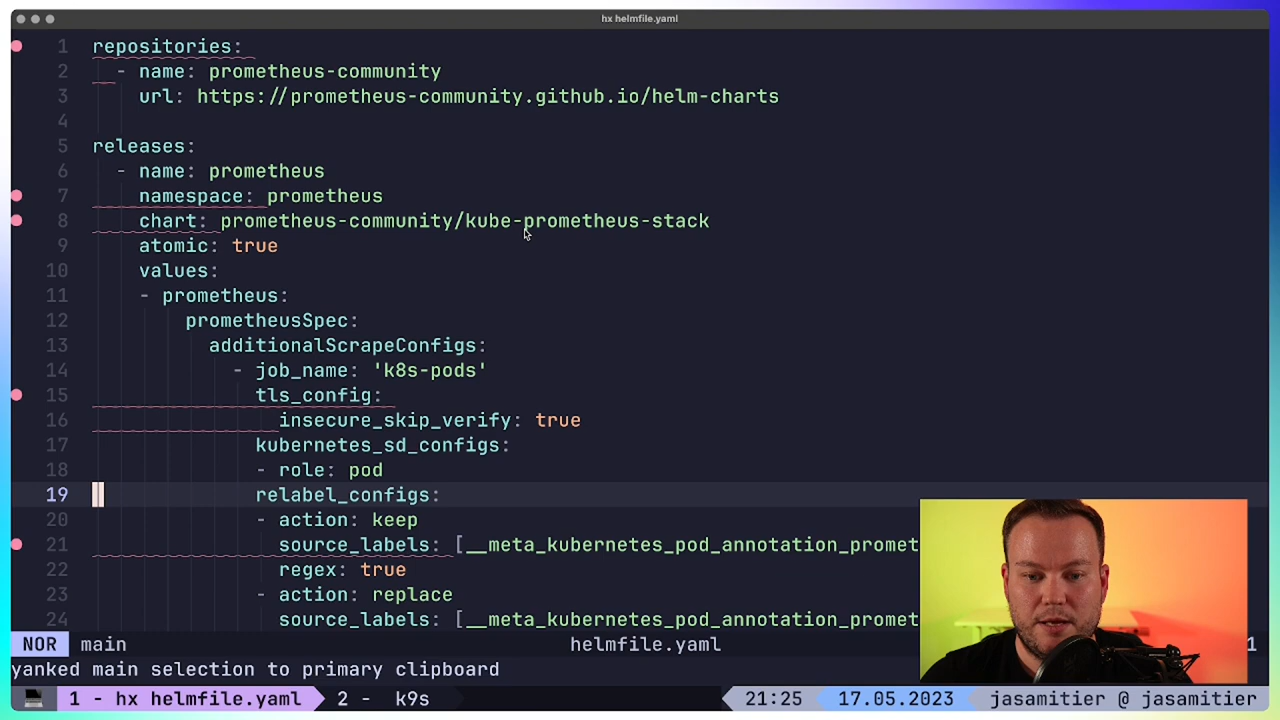 hx helmfile.yaml
1 repositories:
2 - name: prometheus-community
3 url: https://prometheus-community.github.io/helm-charts
4
5 releases:
6 - name: prometheus
7 namespace: prometheus
8 chart: prometheus-community/kube-prometheus-stack
9 atomic: true
10 values:
11 - prometheus:
12 prometheusSpec:
13 additionalScrapeConfigs:
14 - job_name: 'k8s-pods'
15 tls_config:
16 insecure_skip_verify: true
17 kubernetes_sd_configs:
18 - role: pod
19 relabel_configs:
20 - action: keep
21 source_labels: [__meta_kubernetes_pod_annotation_promet
22 regex: true
23 - action: replace
24 source_labels: [__meta_kubernetes_pod_annotation_promet
NOR main helmfile.yaml 1
yanked main selection to primary clipboard
1 - hx helmfile.yaml 2 - k9s 21:25 17.05.2023 jasamitier @ jasamitier